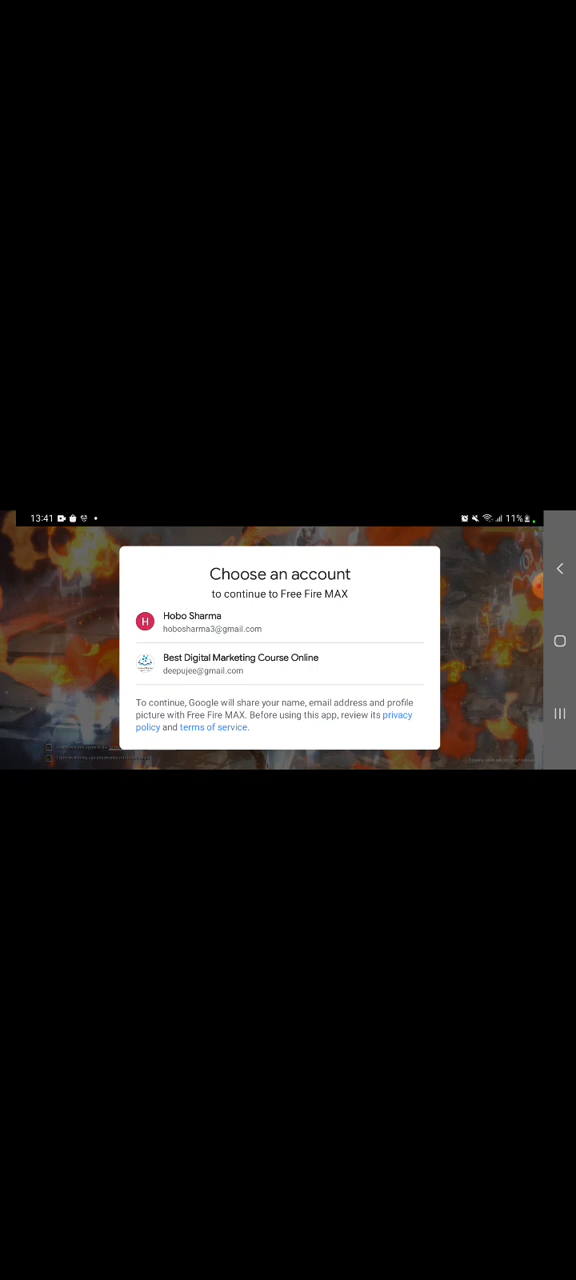 13:41
11%
Choose an account
to continue to Free Fire MAX
H
Hobo Sharma
hobosharma3@gmail.com
Best Digital Marketing Course Online
deepujee@gmail.com
To continue, Google will share your name, email address and profile
picture with Free Fire MAX. Before using this app, review its privacy
policy and terms of service.